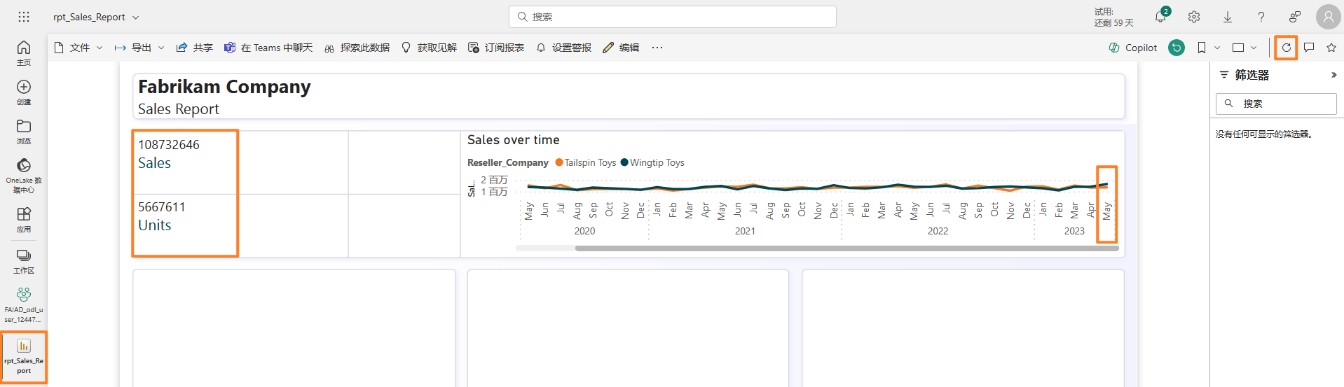 rpt_Sales_Report
搜索
试用:
还剩 59 天
2
主页
创建
浏览
OneLake 数
据中心
应用
工作区
FAIAD_odl_u
ser_12447...
rpt_Sales_Re
port
文件
导出
共享
在 Teams 中聊天
探索此数据
获取见解
订阅报表
设置警报
编辑
...
Copilot
Fabrikam Company
Sales Report
108732646
Sales
5667611
Units
Sales over time
Reseller_Company Tailspin Toys Wingtip Toys
Sal...
2 百万
1 百万
May Jun Jul Aug Sep Oct Nov Dec Jan Feb Mar Apr May Jun Jul Aug Sep Oct Nov Dec Jan Feb Mar Apr May Jun Jul Aug Sep Oct Nov Dec Jan Feb Mar Apr May
2020 2021 2022 2023
筛选器
搜索
没有任何可显示的筛选器。